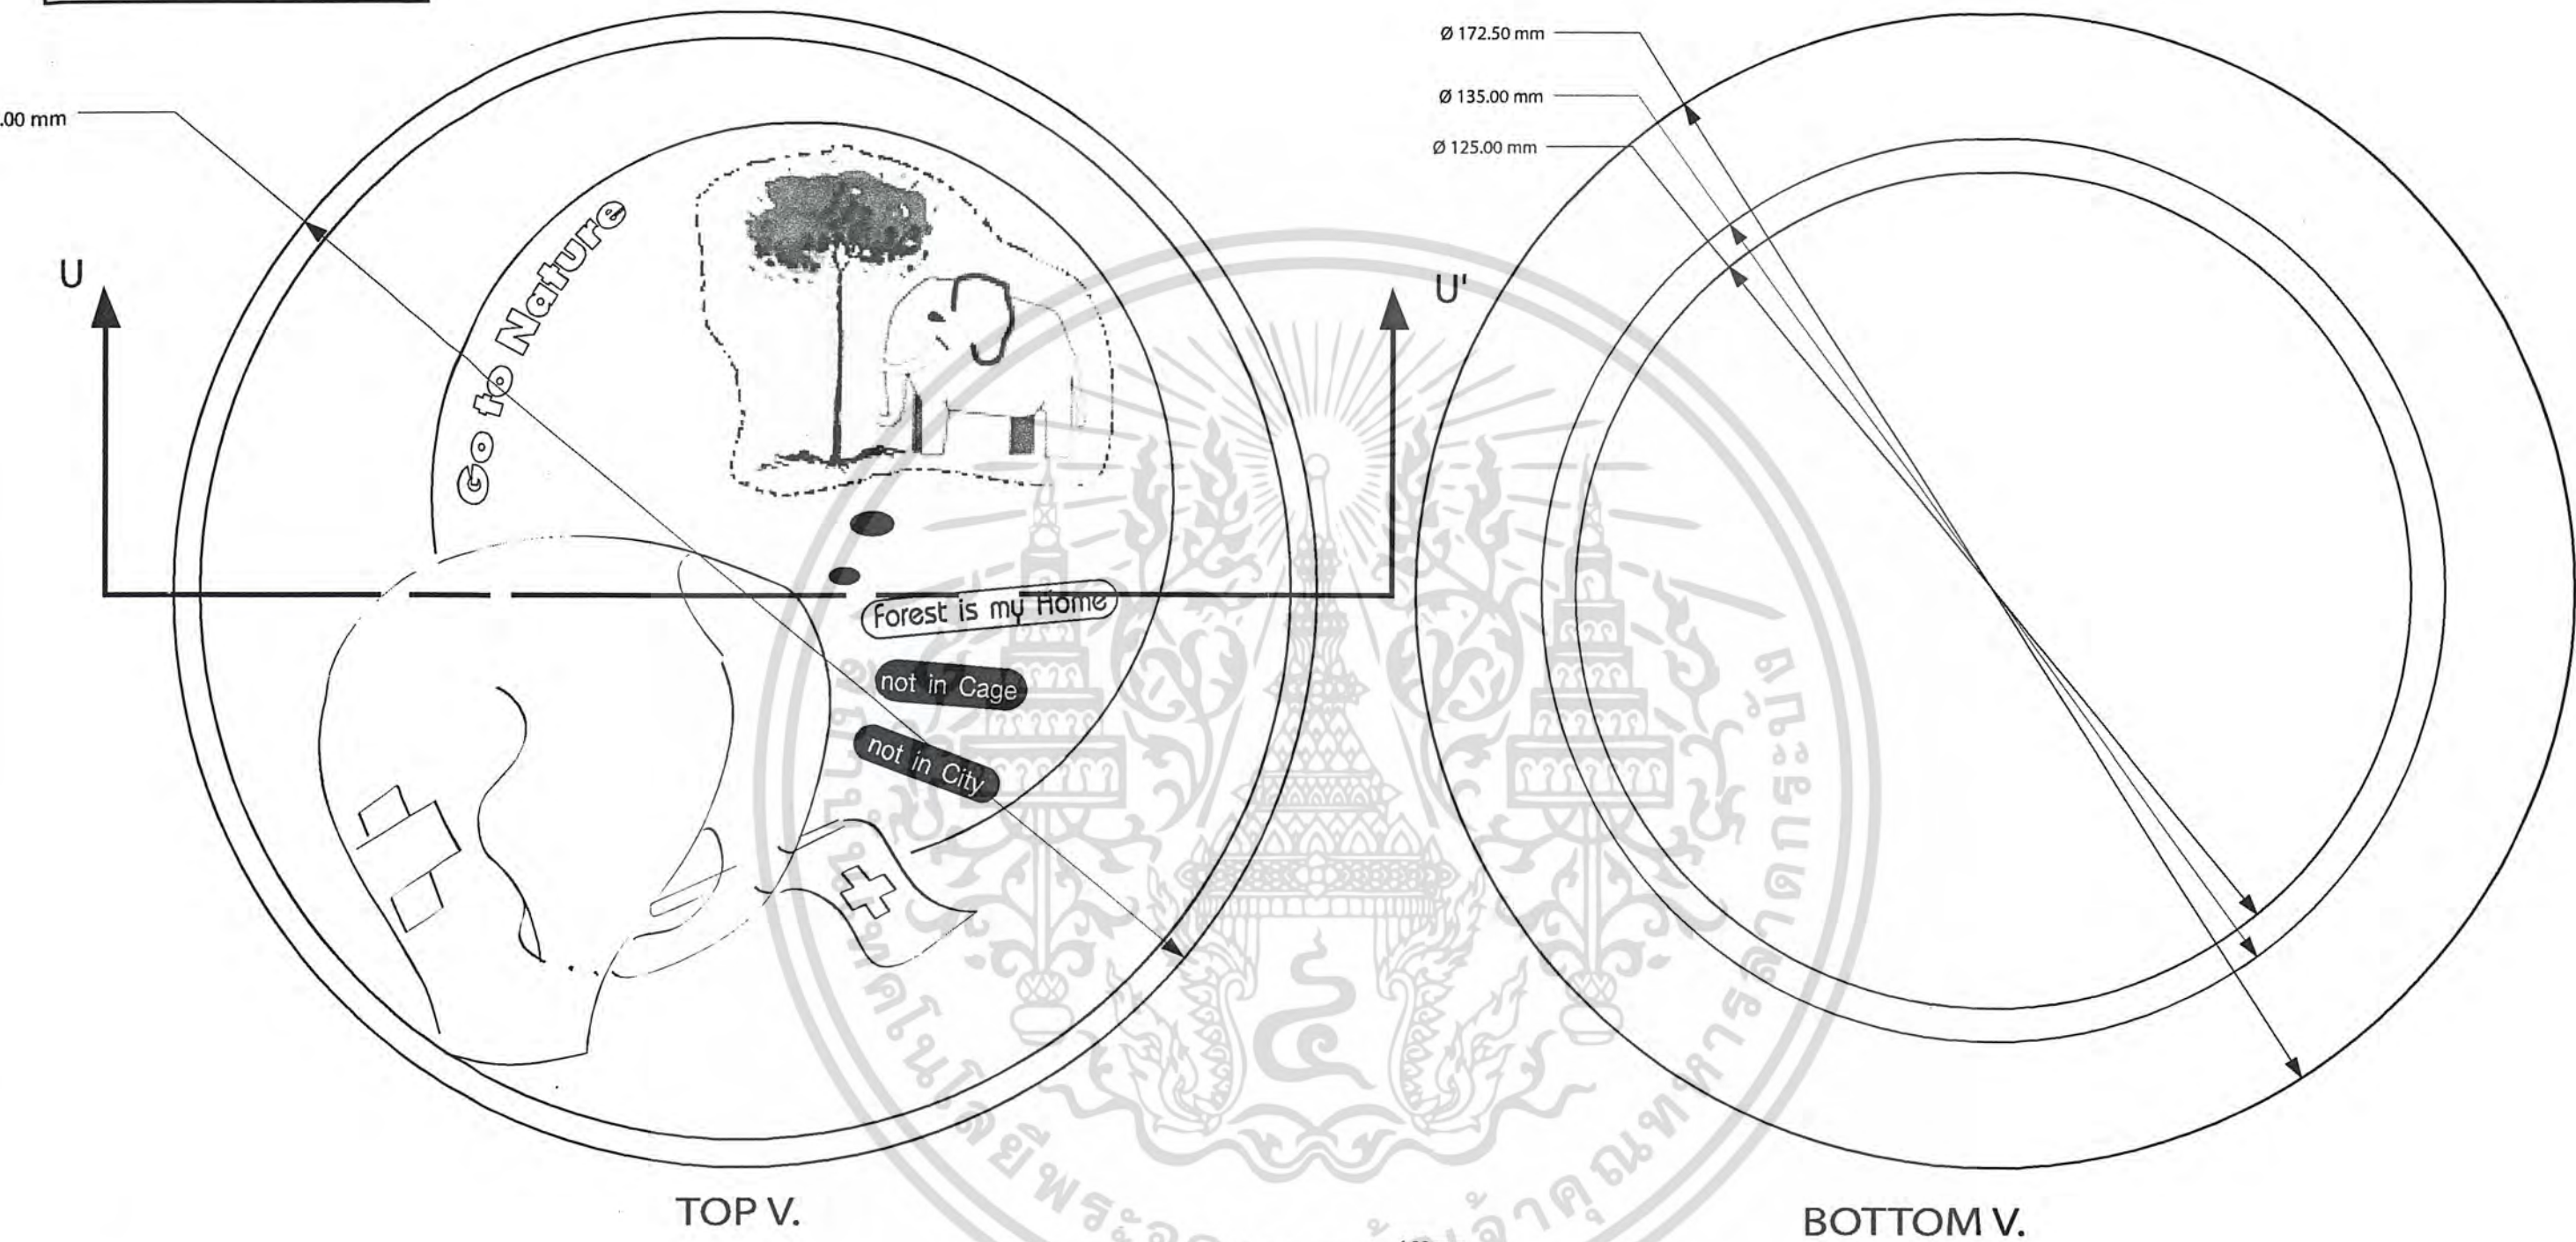 .00 mm
U
Go to Nature
U'
Forest is my Home
not in Cage
not in City
TOP V.
Ø 172.50 mm
Ø 135.00 mm
Ø 125.00 mm
BOTTOM V.